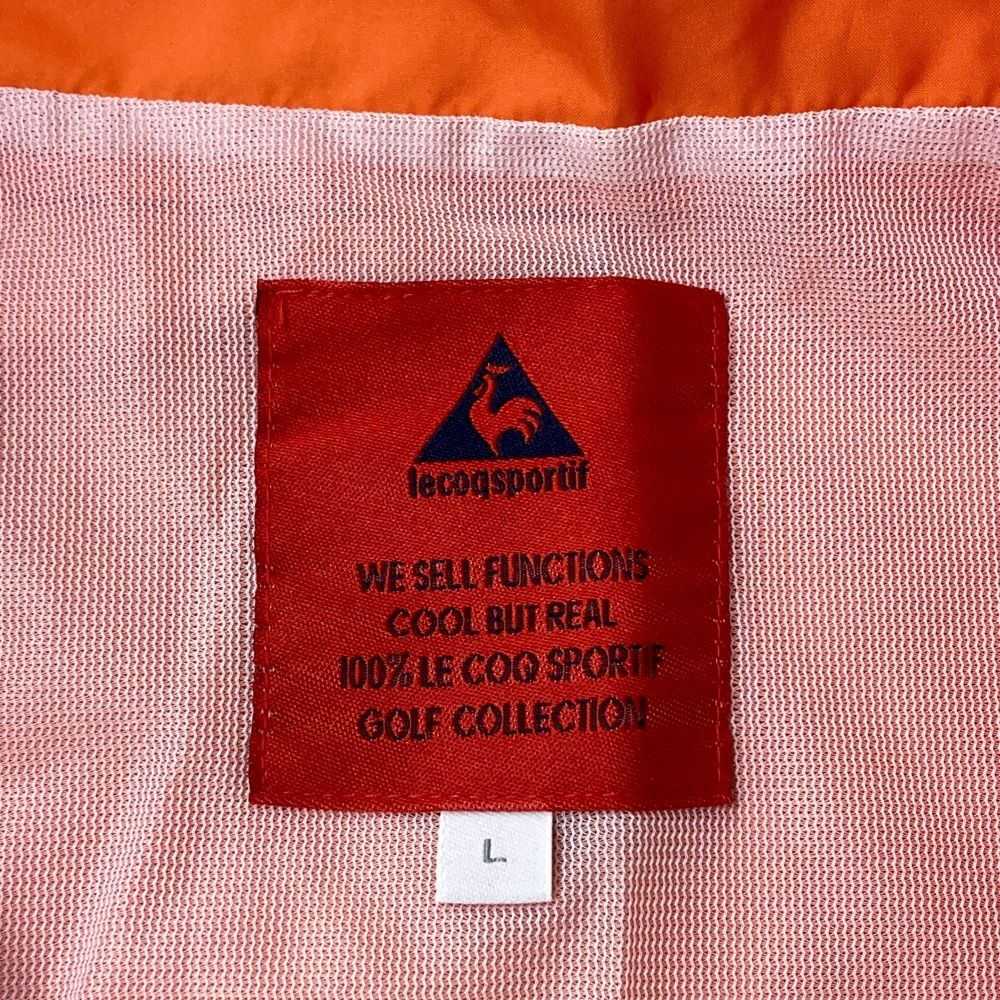 lecoqsportif
WE SELL FUNCTIONS
COOL BUT REAL
100% LE COQ SPORTIF
GOLF COLLECTION
L